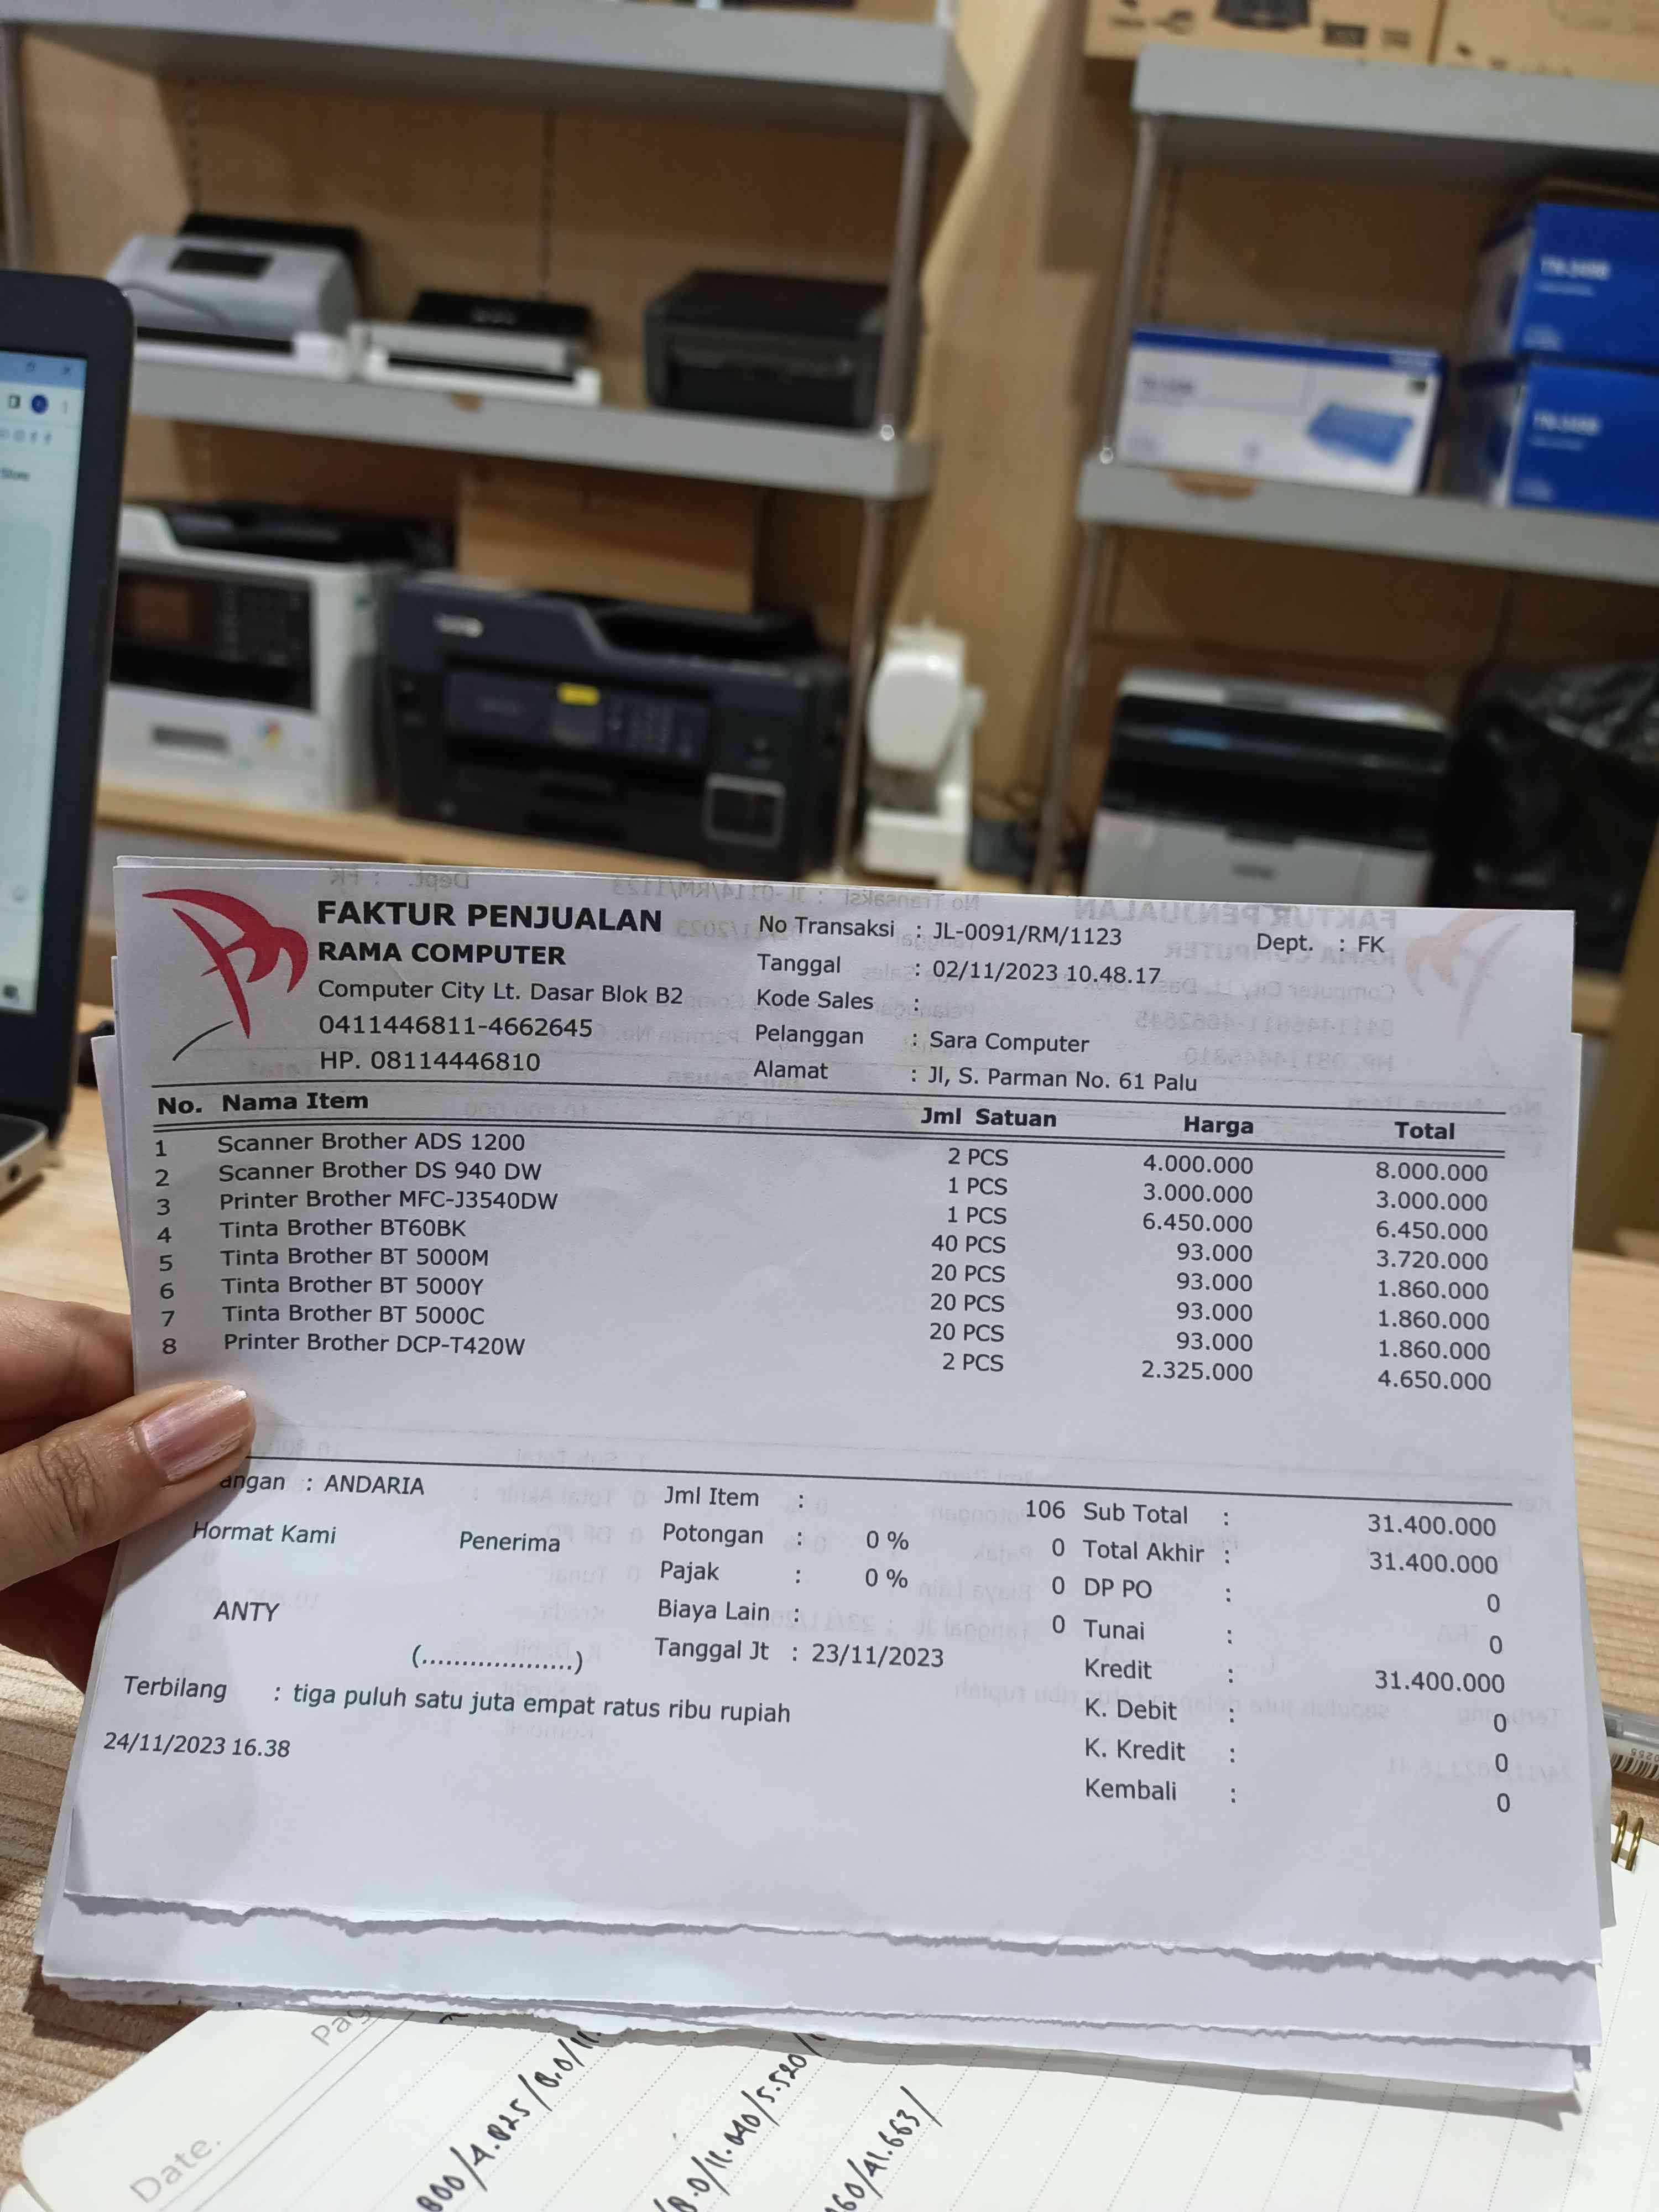 FAKTUR PENJUALAN
RAMA COMPUTER
Computer City Lt. Dasar Blok B2
0411446811-4662645
HP. 08114446810
No Transaksi : JL-0091/RM/1123 Dept. : FK
Tanggal : 02/11/2023 10.48.17
Kode Sales :
Pelanggan : Sara Computer
Alamat : Jl, S. Parman No. 61 Palu
No. Nama Item Jml Satuan Harga Total
1 Scanner Brother ADS 1200 2 PCS 4.000.000 8.000.000
2 Scanner Brother DS 940 DW 1 PCS 3.000.000 3.000.000
3 Printer Brother MFC-J3540DW 1 PCS 6.450.000 6.450.000
4 Tinta Brother BT60BK 40 PCS 93.000 3.720.000
5 Tinta Brother BT 5000M 20 PCS 93.000 1.860.000
6 Tinta Brother BT 5000Y 20 PCS 93.000 1.860.000
7 Tinta Brother BT 5000C 20 PCS 93.000 1.860.000
8 Printer Brother DCP-T420W 2 PCS 2.325.000 4.650.000
angan : ANDARIA
Hormat Kami Penerima
ANTY
(....................)
Jml Item : 106
Potongan : 0 % 0
Pajak : 0 % 0
Biaya Lain : 0
Tanggal Jt : 23/11/2023
Sub Total : 31.400.000
Total Akhir : 31.400.000
DP PO : 0
Tunai : 0
Kredit : 31.400.000
K. Debit : 0
K. Kredit : 0
Kembali : 0
Terbilang : tiga puluh satu juta empat ratus ribu rupiah
24/11/2023 16.38
Date.